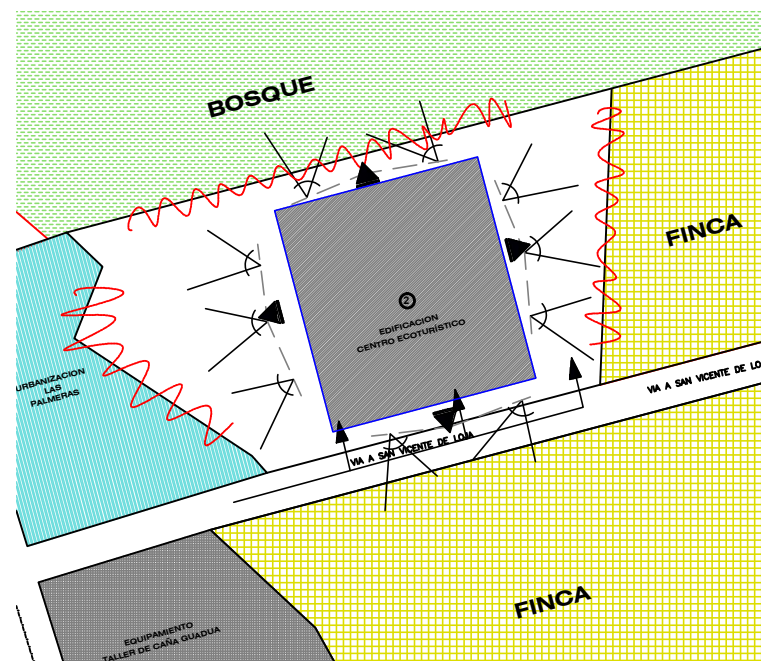 BOSQUE
FINCA
2
EDIFICACION
CENTRO ECOTURÍSTICO
URBANIZACION
LAS
PALMERAS
VIA A SAN VICENTE DE LO
VIA A SAN VICENTE DE LOJA
FINCA
EQUIPAMIENTO
TALLER DE CAÑA GUADUA